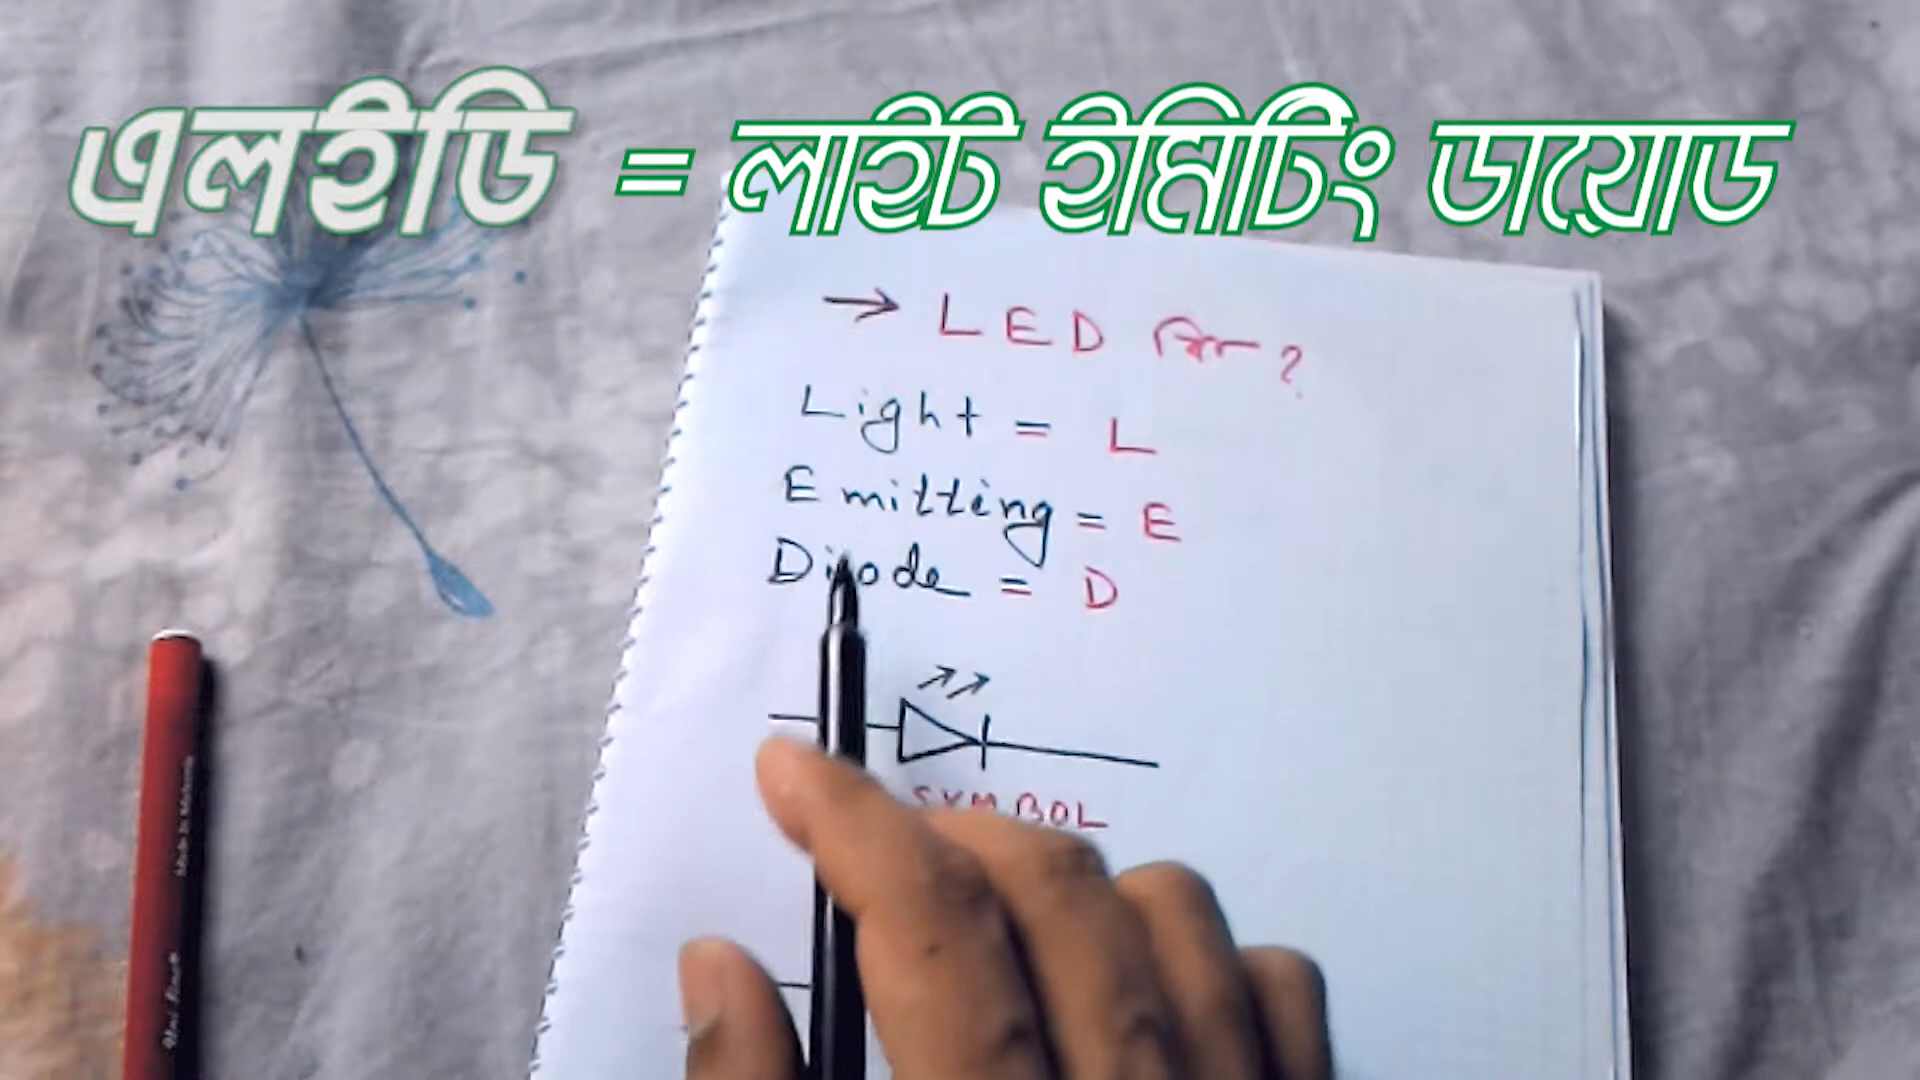 এলইডি = লাইট ইমিটিং ডায়োড
→ LED কি?
Light = L
Emitting = E
Diode = D
SYMBOL